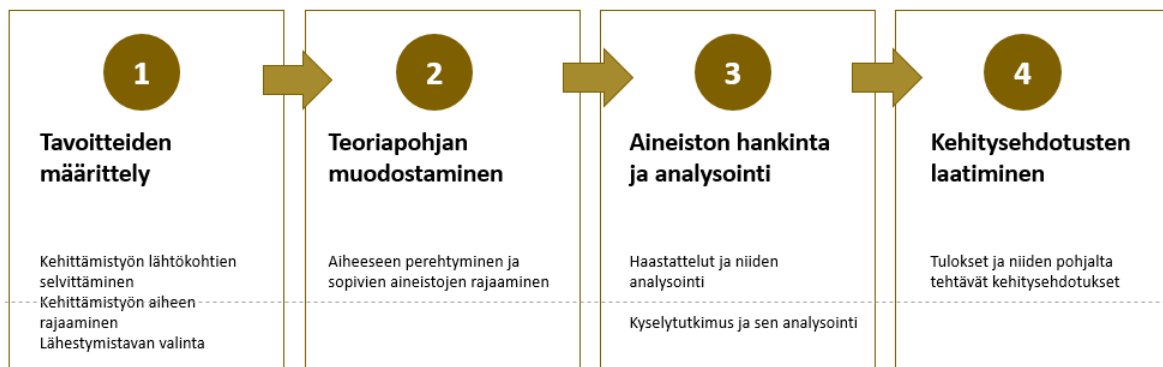 1
Tavoitteiden
määrittely
Kehittämistyön lähtökohtien
selvittäminen
Kehittämistyön aiheen
rajaaminen
Lähestymistavan valinta
2
Teoriapohjan
muodostaminen
Aiheeseen perehtyminen ja
sopivien aineistojen rajaaminen
3
Aineiston hankinta
ja analysointi
Haastattelut ja niiden
analysointi
Kyselytutkimus ja sen analysointi
4
Kehitysehdotusten
laatiminen
Tulokset ja niiden pohjalta
tehtävät kehitysehdotukset